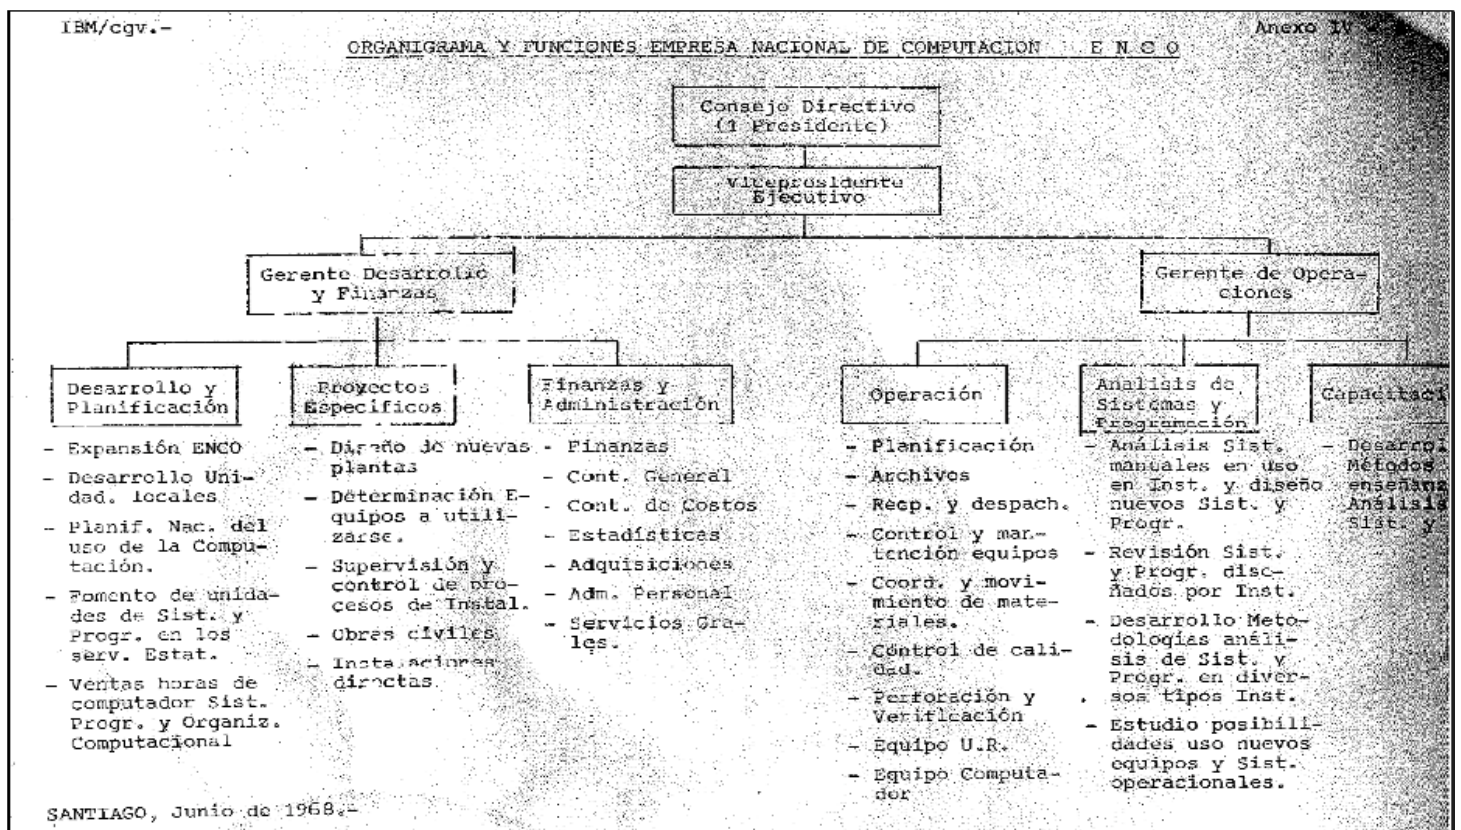 IBM/cgv.-
Anexo IV
ORGANIGRAMA Y FUNCIONES EMPRESA NACIONAL DE COMPUTACION E N C O
Consejo Directivo
(1 Presidente)
Vicepresidente
Ejecutivo
Gerente Desarrollo
y Finanzas
Gerente de Opera-
ciones
Desarrollo y
Planificación
- Expansión ENCO
- Desarrollo Uni-
dad. locales
- Planif. Nac. del
uso de la Compu-
tación.
- Fomento de unida-
des de Sist. y
Progr. en los
serv. Estat.
- Ventas horas de
computador Sist.
Progr. y Organiz.
Computacional
Proyectos
Específicos
- Diseño de nuevas
plantas
- Determinación E-
quipos a utili-
zarse.
- Supervisión y
control de pro-
cesos de Instal.
- Obras civiles
- Instalaciones
directas
Finanzas y
Administración
- Finanzas
- Cont. General
- Cont. de Costos
- Estadísticas
- Adquisiciones
- Adm. Personal
- Servicios Gra-
les.
Operación
- Planificación
- Archivos
- Recp. y despach.
- Control y man-
tención equipos
- Coord. y movi-
miento de mate-
riales.
- Control de cali-
dad.
- Perforación y
Verificación
- Equipo U.R.
- Equipo Computa-
dor
Analisis de
Sistemas y
Programación
- Análisis Sist.
manuales en uso
en Inst. y diseño
nuevos Sist. y
Progr.
- Revisión Sist.
y Progr. dise-
ñados por Inst.
- Desarrollo Meto-
dologías análi-
sis de Sist. y
Progr. en diver-
sos tipos Inst.
- Estudio posibili-
dades uso nuevos
equipos y Sist.
operacionales.
Capacitaci
- Desarrol
Métodos
enseñanz
Análisis
Sist. y
SANTIAGO, Junio de 1968.-